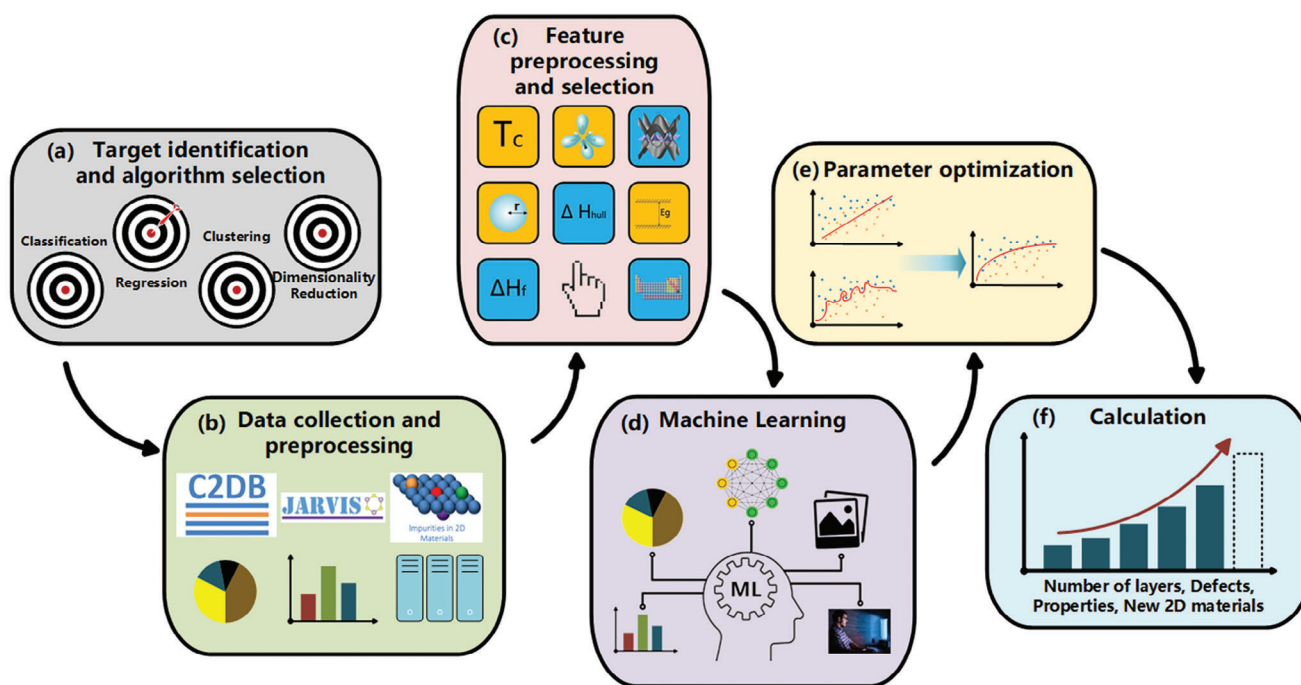 (a) Target identification
and algorithm selection
Classification
Regression
Clustering
Dimensionality
Reduction
(b) Data collection and
preprocessing
C2DB
JARVIS
Impurities in 2D
Materials
(c) Feature
preprocessing
and selection
Tc
r
Δ Hhull
Eg
ΔHf
(d) Machine Learning
ML
(e) Parameter optimization
(f) Calculation
Number of layers, Defects,
Properties, New 2D materials